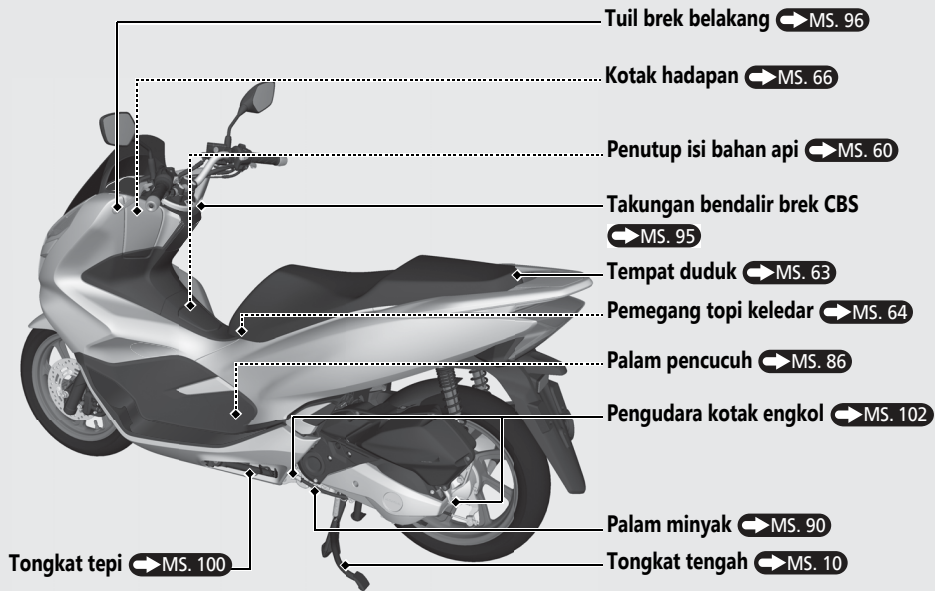 Tuil brek belakang ➡MS. 96
Kotak hadapan ➡MS. 66
Penutup isi bahan api ➡MS. 60
Takungan bendalir brek CBS
➡MS. 95
Tempat duduk ➡MS. 63
Pemegang topi keledar ➡MS. 64
Palam pencucuh ➡MS. 86
Pengudara kotak engkol ➡MS. 102
Palam minyak ➡MS. 90
Tongkat tengah ➡MS. 10
Tongkat tepi ➡MS. 100